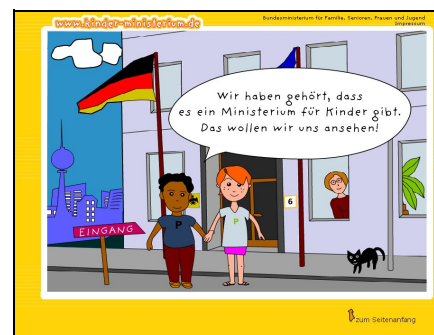 www.kinder-ministerium.de
Bundesministerium für Familie, Senioren, Frauen und Jugend
Impressum
Wir haben gehört, dass
es ein Ministerium für Kinder gibt.
Das wollen wir uns ansehen!
6
P
P
EINGANG
zum Seitenanfang